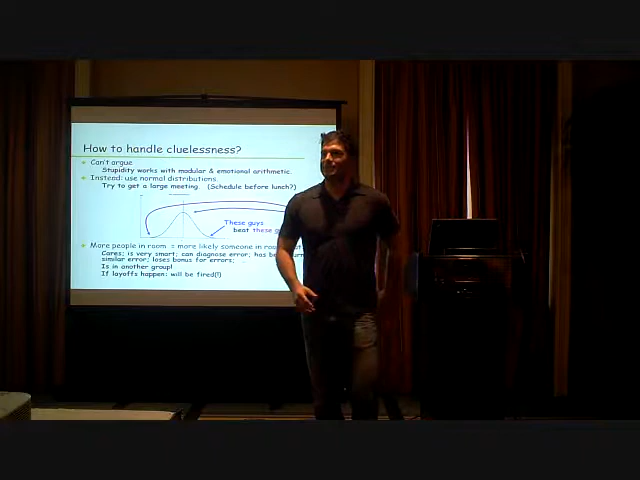 How to handle cluelessness?
Can't argue
Stupidity works with modular & emotional arithmetic.
Instead: use normal distributions.
Try to get a large meeting. (Schedule before lunch?)
These guys
beat these g
More people in room = more likely someone in roo
Cares; is very smart; can diagnose error; has be
similar error; loses bonus for errors;
Is in another group!
If layoffs happen: will be fired(!)